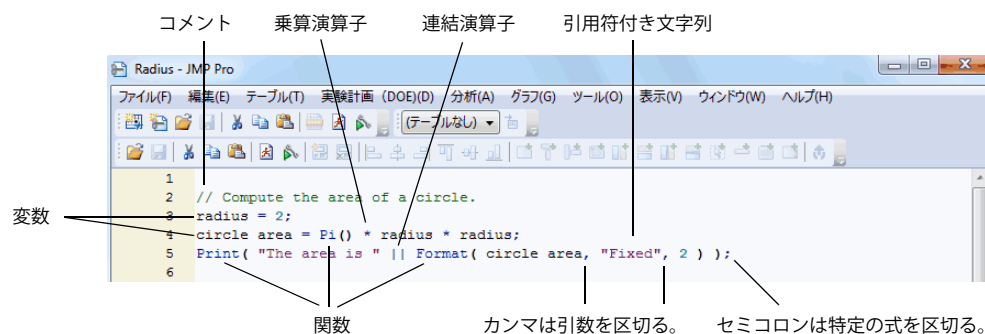 コメント 乗算演算子 連結演算子 引用符付き文字列
Radius - JMP Pro
ファイル(F) 編集(E) テーブル(T) 実験計画(DOE)(D) 分析(A) グラフ(G) ツール(O) 表示(V) ウィンドウ(W) ヘルプ(H)
(テーブルなし)
1
2 // Compute the area of a circle.
変数
3 radius = 2;
4 circle area = Pi() * radius * radius;
5 Print( "The area is " || Format( circle area, "Fixed", 2 ) );
6
関数 カンマは引数を区切る。 セミコロンは特定の式を区切る。